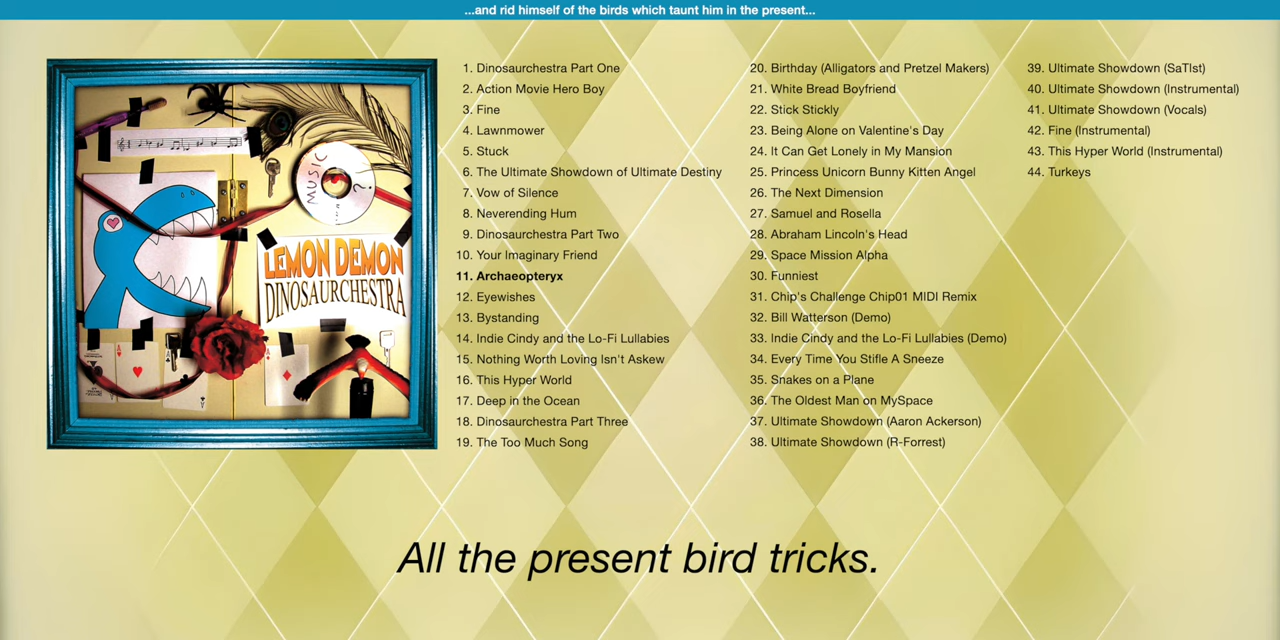 ...and rid himself of the birds which taunt him in the present...
MUSIC
LEMON DEMON
DINOSAURCHESTRA
1. Dinosaurchestra Part One
2. Action Movie Hero Boy
3. Fine
4. Lawnmower
5. Stuck
6. The Ultimate Showdown of Ultimate Destiny
7. Vow of Silence
8. Neverending Hum
9. Dinosaurchestra Part Two
10. Your Imaginary Friend
11. Archaeopteryx
12. Eyewishes
13. Bystanding
14. Indie Cindy and the Lo-Fi Lullabies
15. Nothing Worth Loving Isn't Askew
16. This Hyper World
17. Deep in the Ocean
18. Dinosaurchestra Part Three
19. The Too Much Song
20. Birthday (Alligators and Pretzel Makers)
21. White Bread Boyfriend
22. Stick Stickly
23. Being Alone on Valentine's Day
24. It Can Get Lonely in My Mansion
25. Princess Unicorn Bunny Kitten Angel
26. The Next Dimension
27. Samuel and Rosella
28. Abraham Lincoln's Head
29. Space Mission Alpha
30. Funniest
31. Chip's Challenge Chip01 MIDI Remix
32. Bill Watterson (Demo)
33. Indie Cindy and the Lo-Fi Lullabies (Demo)
34. Every Time You Stifle A Sneeze
35. Snakes on a Plane
36. The Oldest Man on MySpace
37. Ultimate Showdown (Aaron Ackerson)
38. Ultimate Showdown (R-Forrest)
39. Ultimate Showdown (SaTIst)
40. Ultimate Showdown (Instrumental)
41. Ultimate Showdown (Vocals)
42. Fine (Instrumental)
43. This Hyper World (Instrumental)
44. Turkeys
All the present bird tricks.